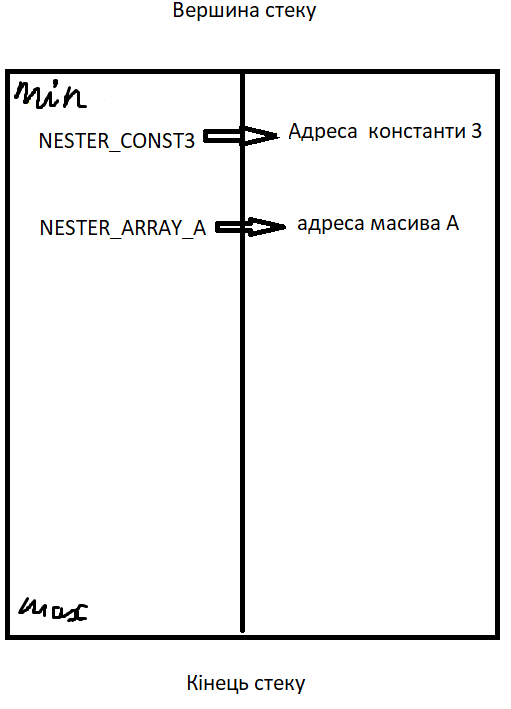 Вершина стеку
min
NESTER_CONST3 Адреса константи 3
NESTER_ARRAY_A адреса масива А
max
Кінець стеку